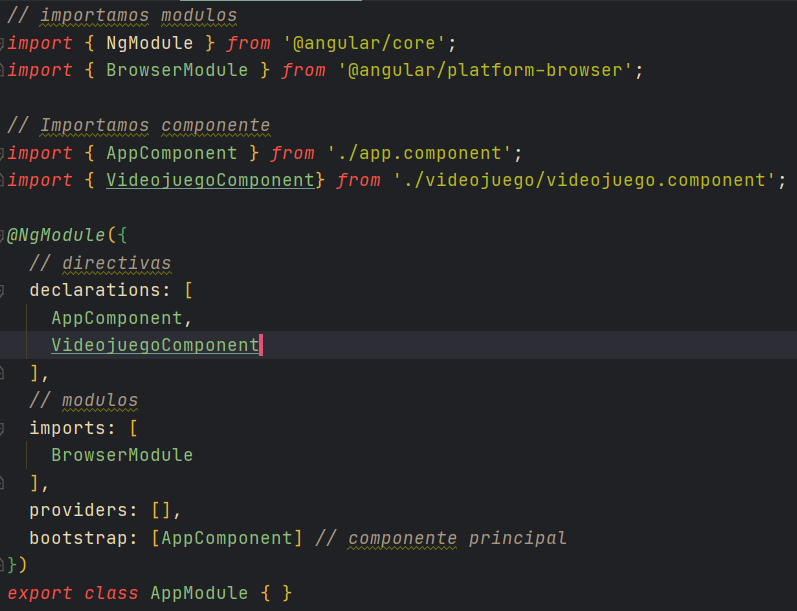 // importamos modulos
import { NgModule } from '@angular/core';
import { BrowserModule } from '@angular/platform-browser';
// Importamos componente
import { AppComponent } from './app.component';
import { VideojuegoComponent} from './videojuego/videojuego.component';
@NgModule({
// directivas
declarations: [
AppComponent,
VideojuegoComponent
],
// modulos
imports: [
BrowserModule
],
providers: [],
bootstrap: [AppComponent] // componente principal
})
export class AppModule { }